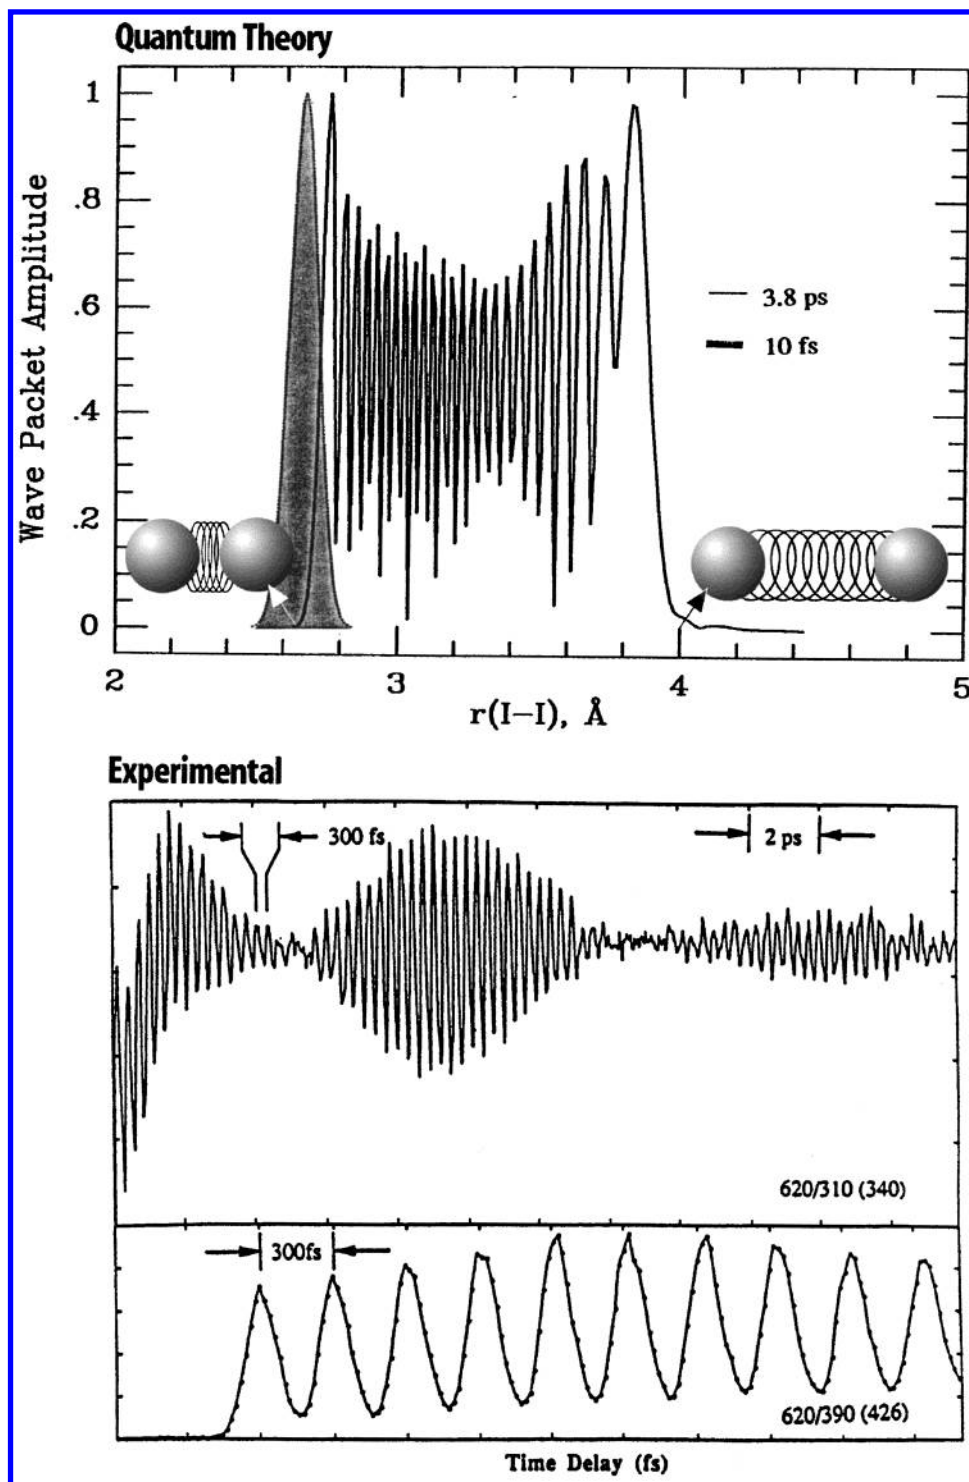 Quantum Theory
1
.8
.6
.4
.2
0
Wave Packet Amplitude
3.8 ps
10 fs
2 3 4 5
r(I–I), Å
Experimental
300 fs
2 ps
620/310 (340)
300fs
620/390 (426)
Time Delay (fs)